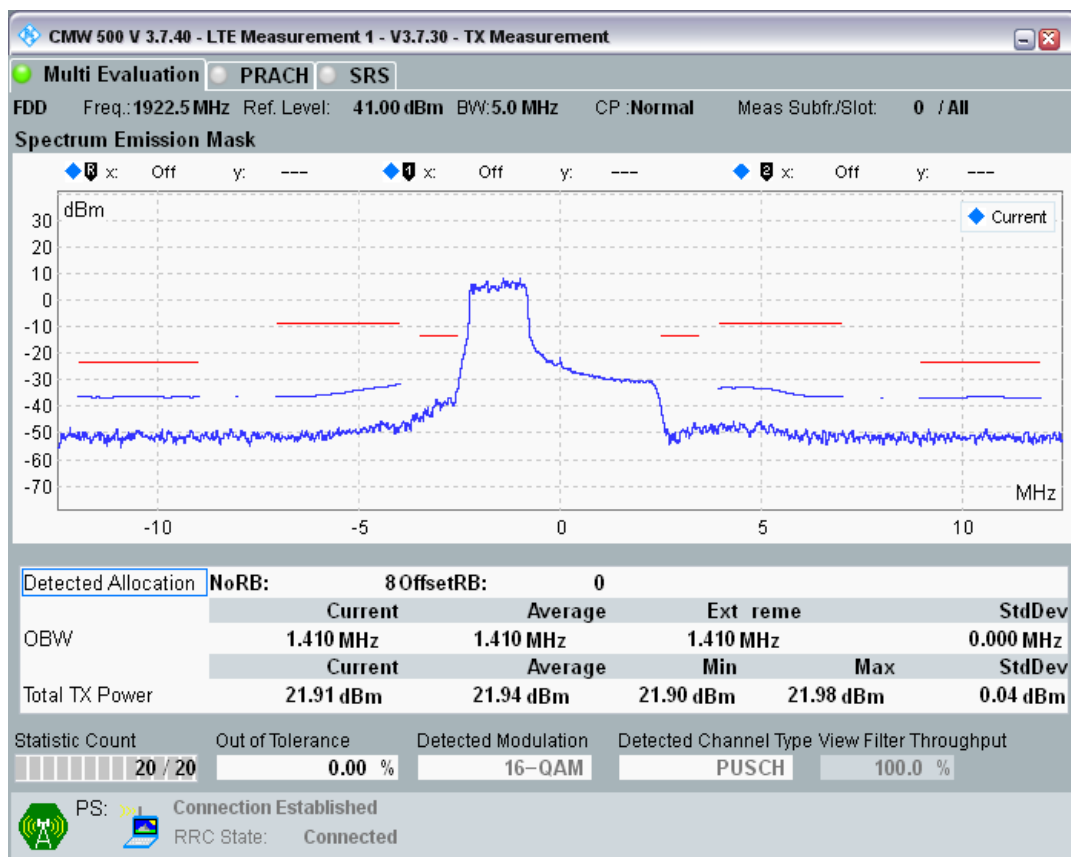 CMW 500 V 3.7.40 - LTE Measurement 1 - V3.7.30 - TX Measurement
Multi Evaluation PRACH SRS
FDD Freq.: 1922.5 MHz Ref. Level: 41.00 dBm BW: 5.0 MHz CP :Normal Meas Subfr./Slot: 0 / All
Spectrum Emission Mask
R x: Off y: --- 1 x: Off y: --- 2 x: Off y: ---
dBm
Current
30
20
10
0
-10
-20
-30
-40
-50
-60
-70
MHz
-10 -5 0 5 10
Detected Allocation NoRB: 8 OffsetRB: 0
Current Average Ext reme StdDev
OBW 1.410 MHz 1.410 MHz 1.410 MHz 0.000 MHz
Current Average Min Max StdDev
Total TX Power 21.91 dBm 21.94 dBm 21.90 dBm 21.98 dBm 0.04 dBm
Statistic Count Out of Tolerance Detected Modulation Detected Channel Type View Filter Throughput
20 / 20 0.00 % 16-QAM PUSCH 100.0 %
PS: Connection Established
RRC State: Connected